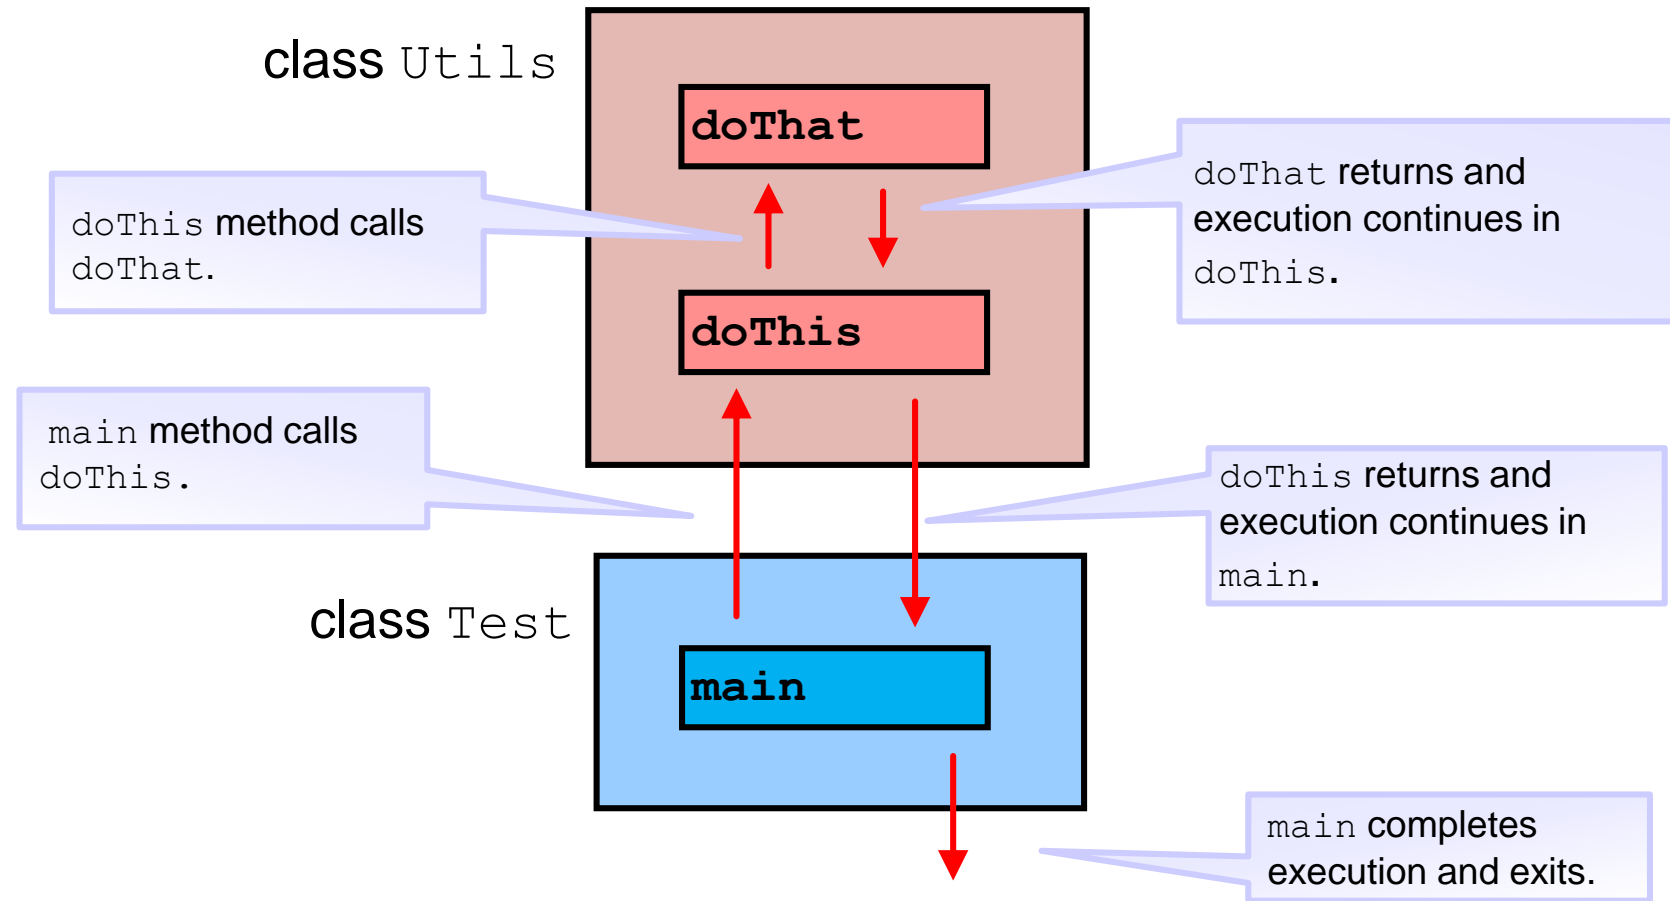 class Utils
doThat
doThis method calls
doThat.
doThat returns and
execution continues in
doThis.
doThis
main method calls
doThis.
doThis returns and
execution continues in
main.
class Test
main
main completes
execution and exits.